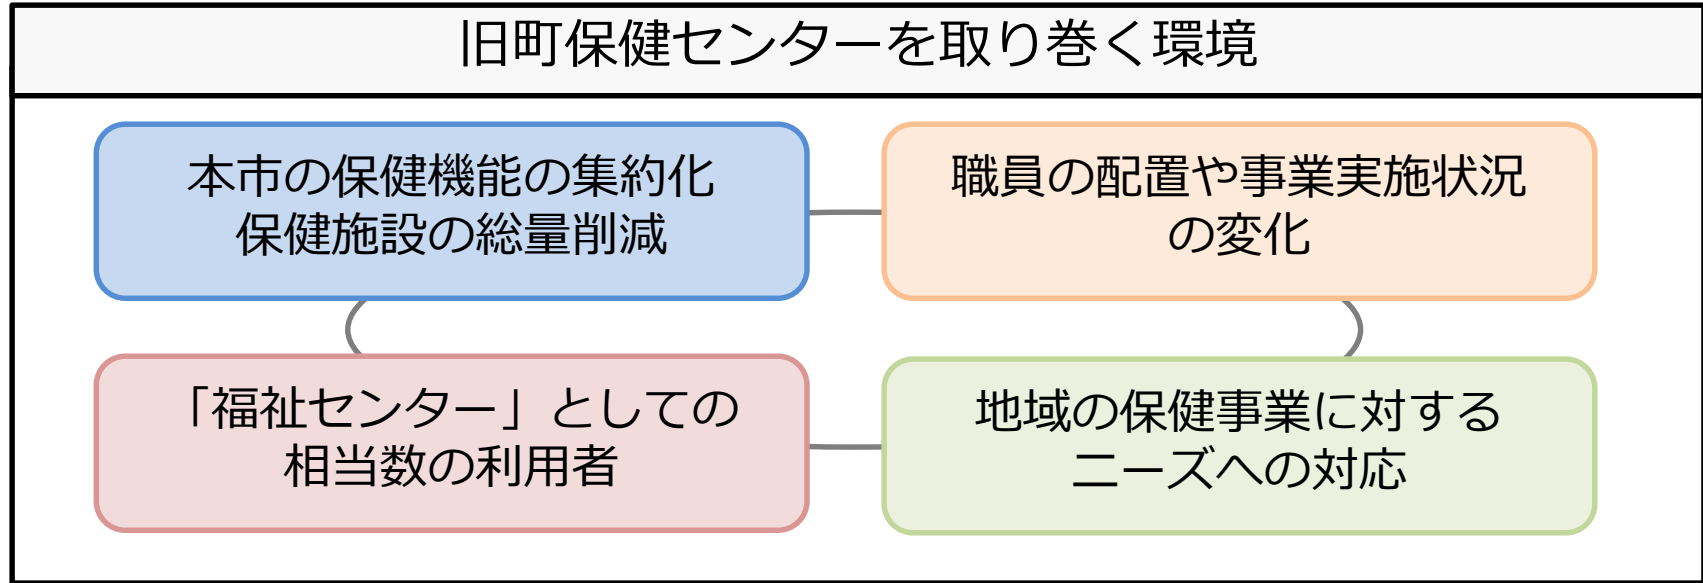 旧町保健センターを取り巻く環境
本市の保健機能の集約化
保健施設の総量削減
職員の配置や事業実施状況
の変化
「福祉センター」としての
相当数の利用者
地域の保健事業に対する
ニーズへの対応